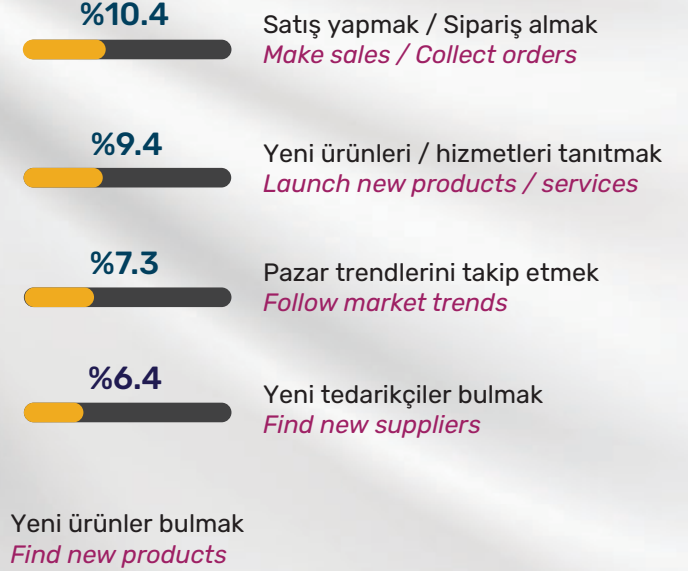 %10.4
Satış yapmak / Sipariş almak
Make sales / Collect orders
%9.4
Yeni ürünleri / hizmetleri tanıtmak
Launch new products / services
%7.3
Pazar trendlerini takip etmek
Follow market trends
%6.4
Yeni tedarikçiler bulmak
Find new suppliers
Yeni ürünler bulmak
Find new products